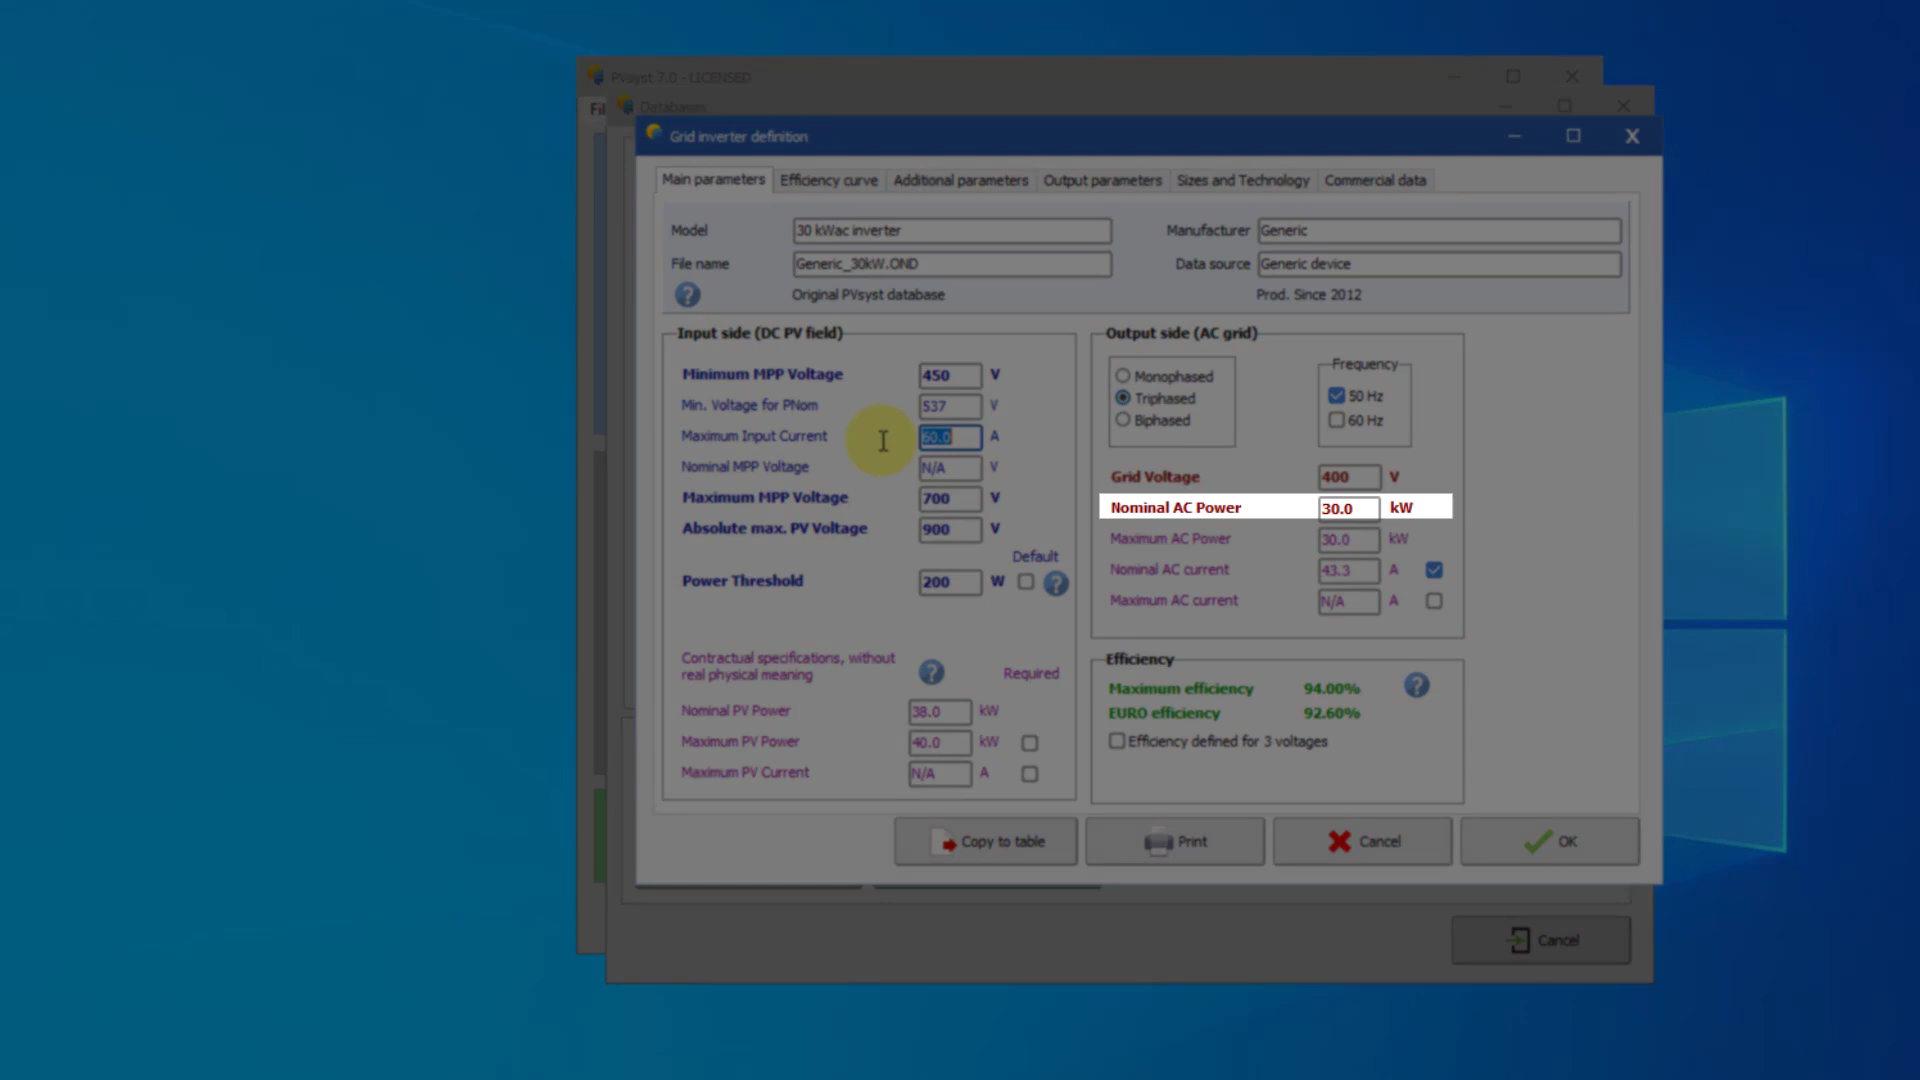 PVsyst 7.0 - LICENSED
Fil
Databases
Grid inverter definition
Main parameters Efficiency curve Additional parameters Output parameters Sizes and Technology Commercial data
Model 30 kWac inverter Manufacturer Generic
File name Generic_30kW.OND Data source Generic device
Original PVsyst database Prod. Since 2012
Input side (DC PV field)
Minimum MPP Voltage 450 V
Min. Voltage for PNom 537 V
Maximum Input Current 60.0 A
Nominal MPP Voltage N/A V
Maximum MPP Voltage 700 V
Absolute max. PV Voltage 900 V
Default
Power Threshold 200 W
Contractual specifications, without
real physical meaning
Required
Nominal PV Power 38.0 kW
Maximum PV Power 40.0 kW
Maximum PV Current N/A A
Output side (AC grid)
Monophased
Triphased
Biphased
Frequency
50 Hz
60 Hz
Grid Voltage 400 V
Nominal AC Power 30.0 kW
Maximum AC Power 30.0 kW
Nominal AC current 43.3 A
Maximum AC current N/A A
Efficiency
Maximum efficiency 94.00%
EURO efficiency 92.60%
Efficiency defined for 3 voltages
Copy to table Print Cancel OK
Cancel